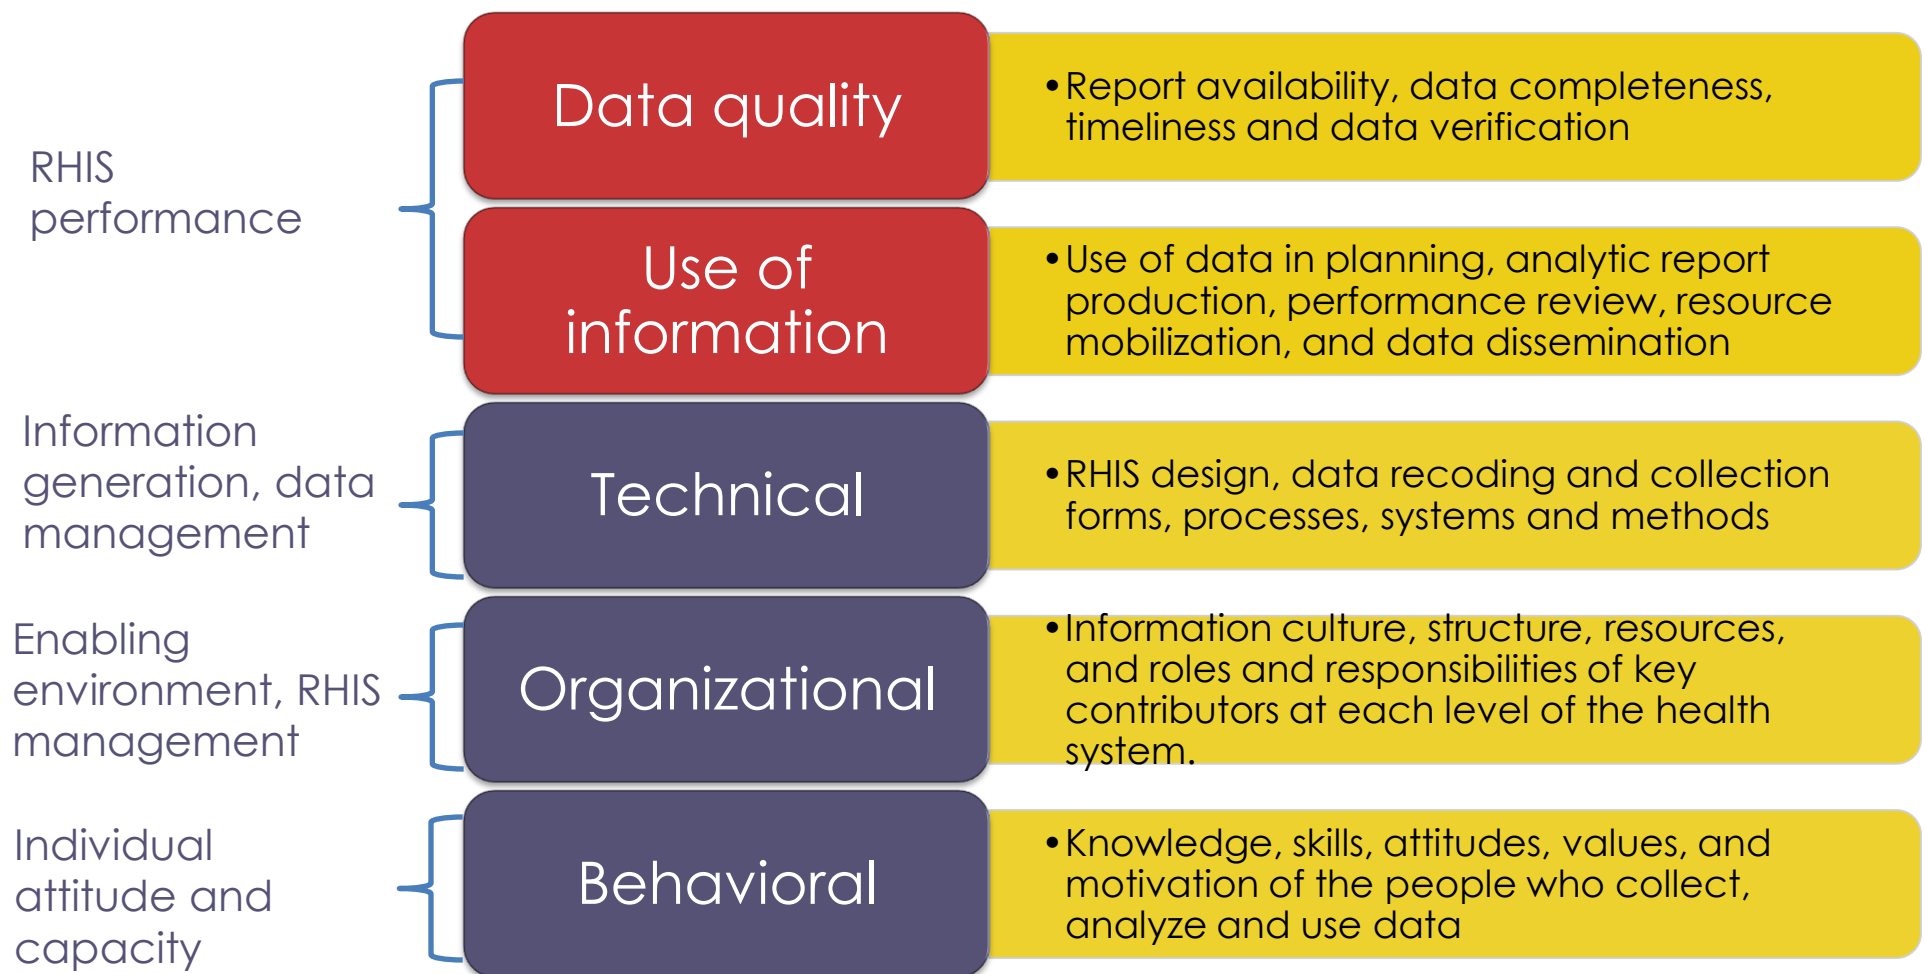 RHIS
performance
Data quality
•Report availability, data completeness,
timeliness and data verification
Use of
information
•Use of data in planning, analytic report
production, performance review, resource
mobilization, and data dissemination
Information
generation, data
management
Technical
•RHIS design, data recoding and collection
forms, processes, systems and methods
Enabling
environment, RHIS
management
Organizational
•Information culture, structure, resources,
and roles and responsibilities of key
contributors at each level of the health
system.
Individual
attitude and
capacity
Behavioral
•Knowledge, skills, attitudes, values, and
motivation of the people who collect,
analyze and use data